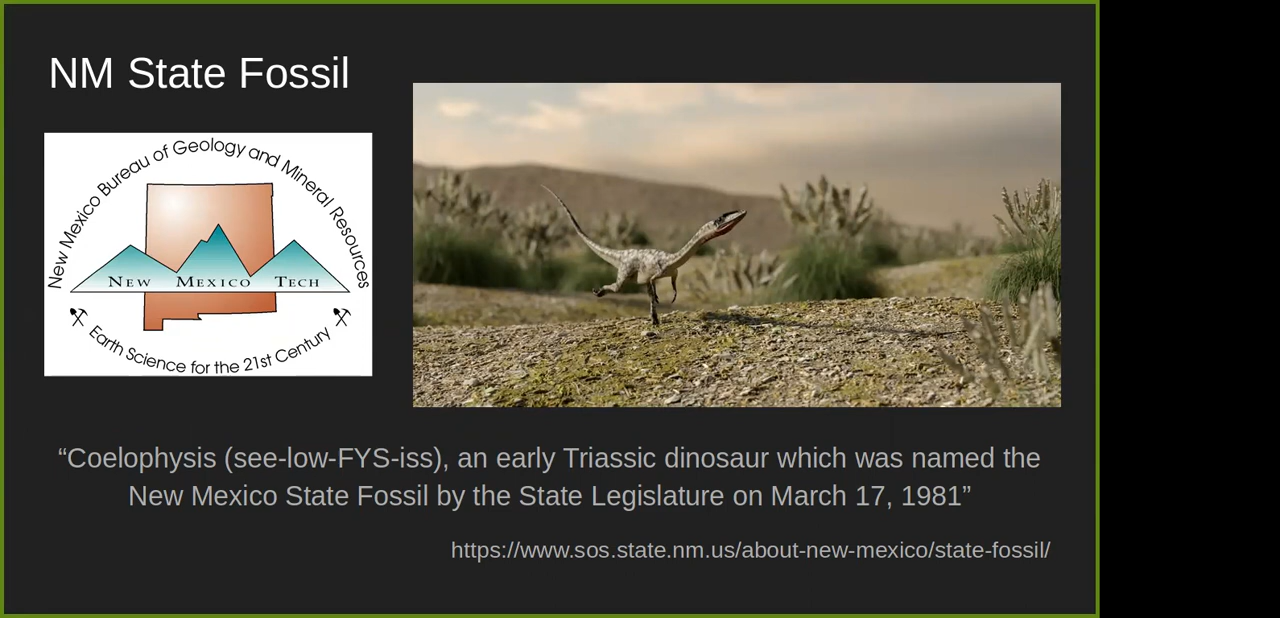 NM State Fossil
New Mexico Bureau of Geology and Mineral Resources
NEW MEXICO TECH
Earth Science for the 21st Century
“Coelophysis (see-low-FYS-iss), an early Triassic dinosaur which was named the
New Mexico State Fossil by the State Legislature on March 17, 1981”
https://www.sos.state.nm.us/about-new-mexico/state-fossil/